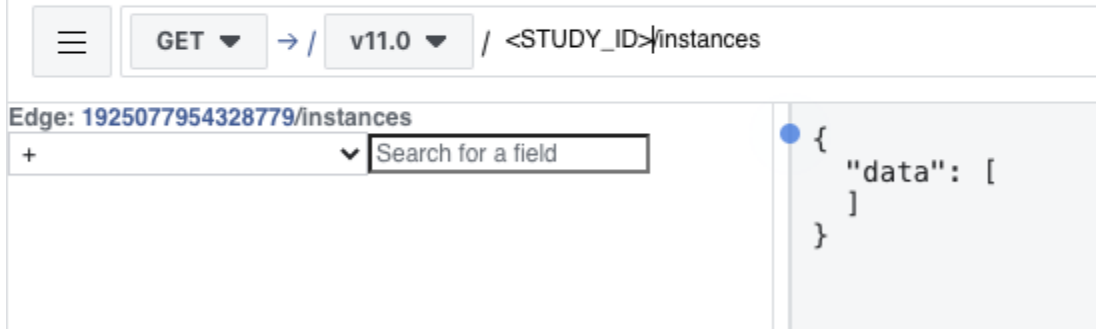 GET → / v11.0 / <STUDY_ID>/instances
Edge: 1925077954328779/instances
+ Search for a field
{
"data": [
]
}